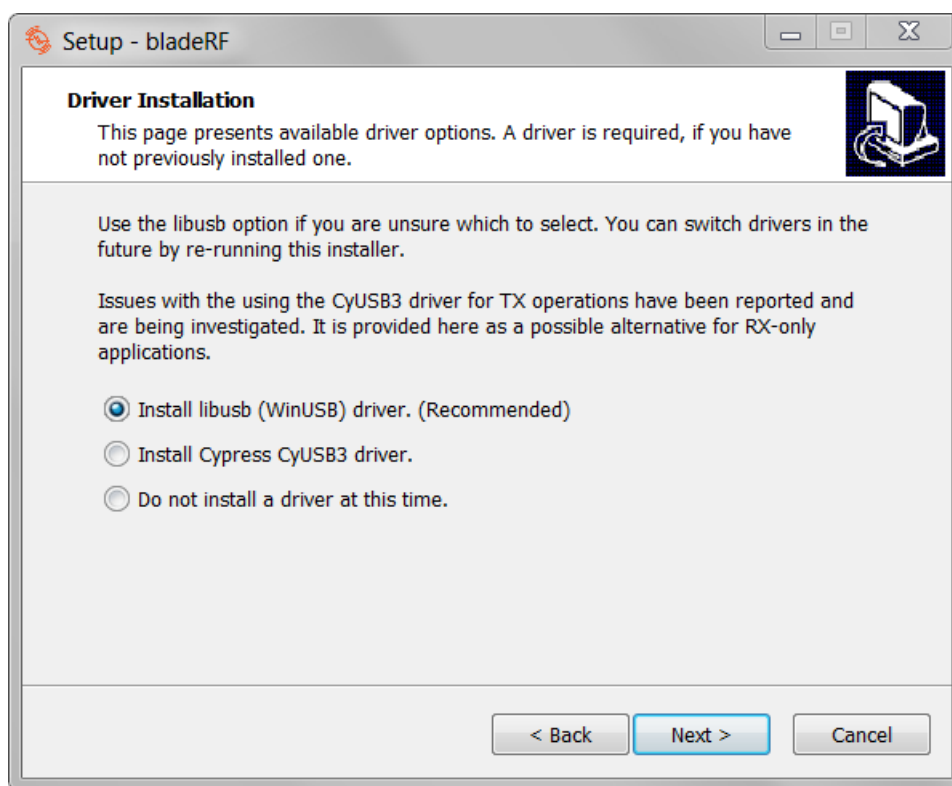 Setup - bladeRF
Driver Installation
This page presents available driver options. A driver is required, if you have
not previously installed one.
Use the libusb option if you are unsure which to select. You can switch drivers in the
future by re-running this installer.
Issues with the using the CyUSB3 driver for TX operations have been reported and
are being investigated. It is provided here as a possible alternative for RX-only
applications.
Install libusb (WinUSB) driver. (Recommended)
Install Cypress CyUSB3 driver.
Do not install a driver at this time.
< Back Next > Cancel